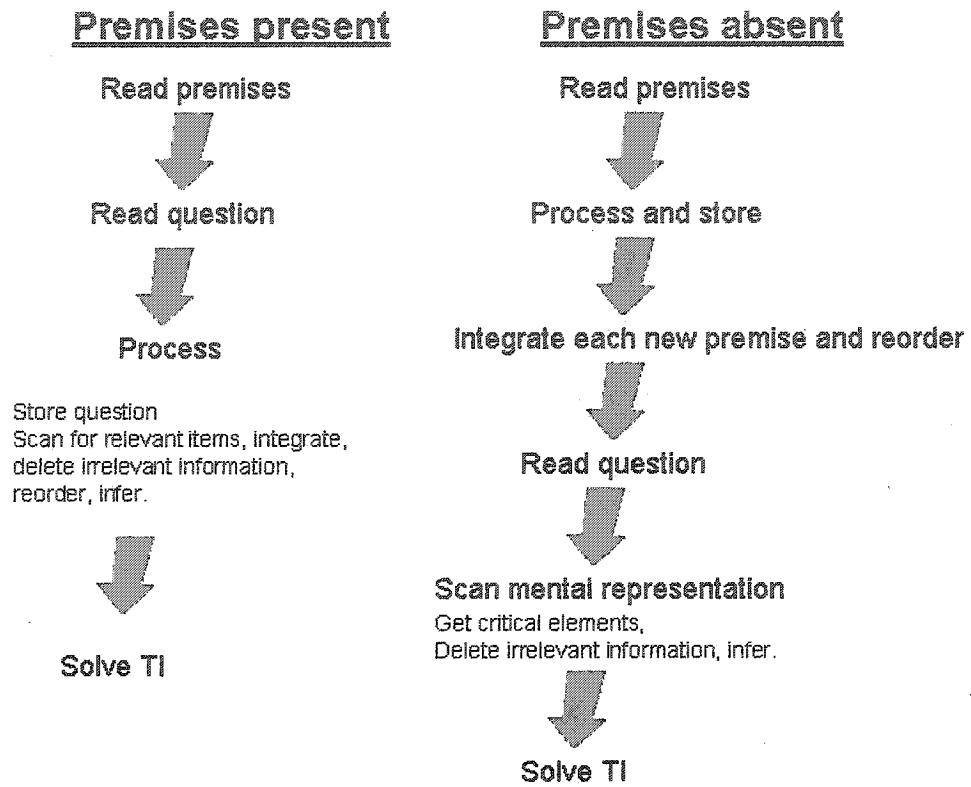 Premises present
Read premises
Read question
Process
Store question
Scan for relevant items, integrate,
delete irrelevant information,
reorder, infer.
Solve TI
Premises absent
Read premises
Process and store
Integrate each new premise and reorder
Read question
Scan mental representation
Get critical elements,
Delete irrelevant information, infer.
Solve TI